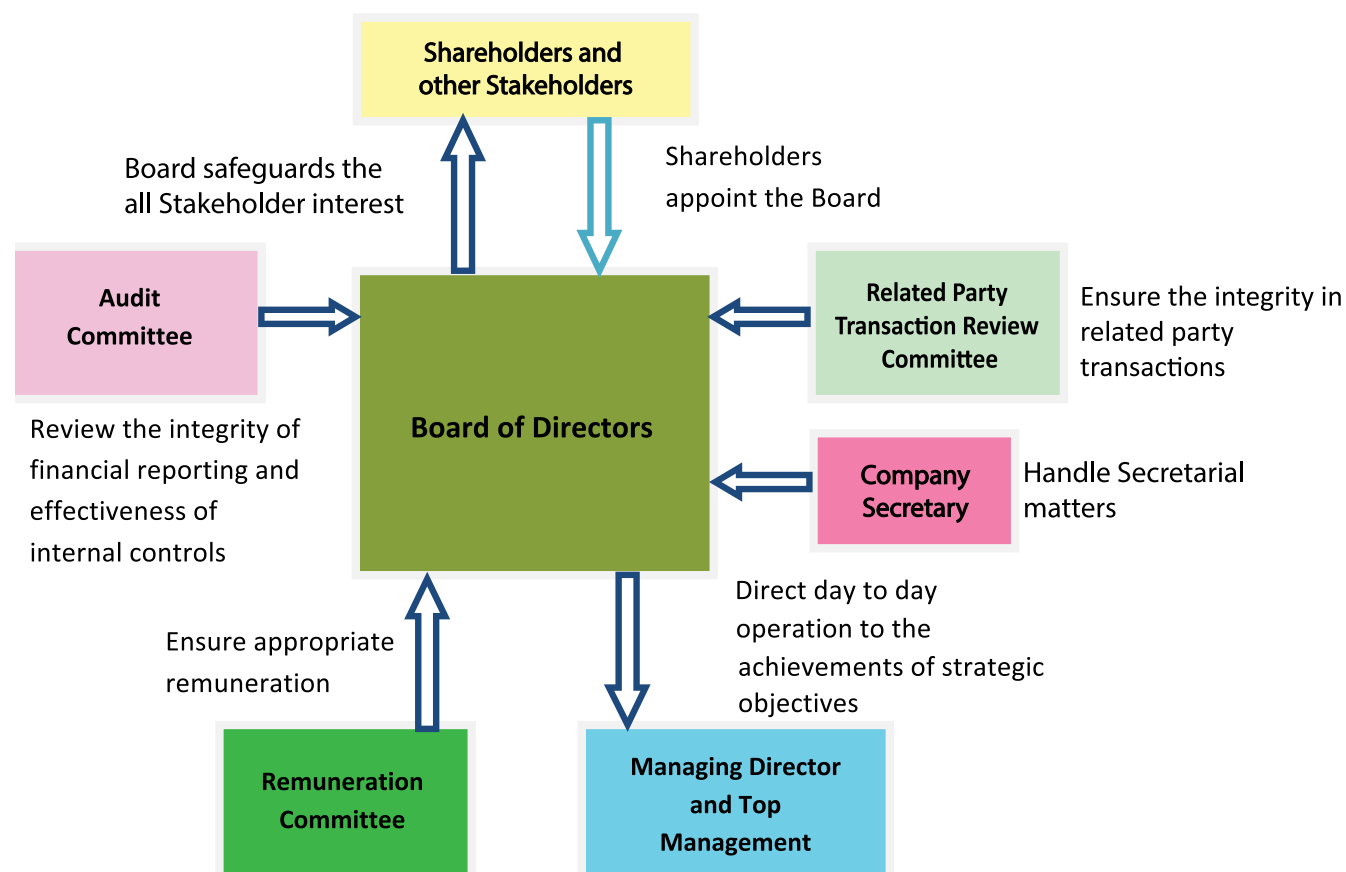 Shareholders and
other Stakeholders
Board safeguards the
all Stakeholder interest
Shareholders
appoint the Board
Audit
Committee
Related Party
Transaction Review
Committee
Ensure the integrity in
related party
transactions
Board of Directors
Review the integrity of
financial reporting and
effectiveness of
internal controls
Company
Secretary
Handle Secretarial
matters
Ensure appropriate
remuneration
Direct day to day
operation to the
achievements of strategic
objectives
Remuneration
Committee
Managing Director
and Top
Management